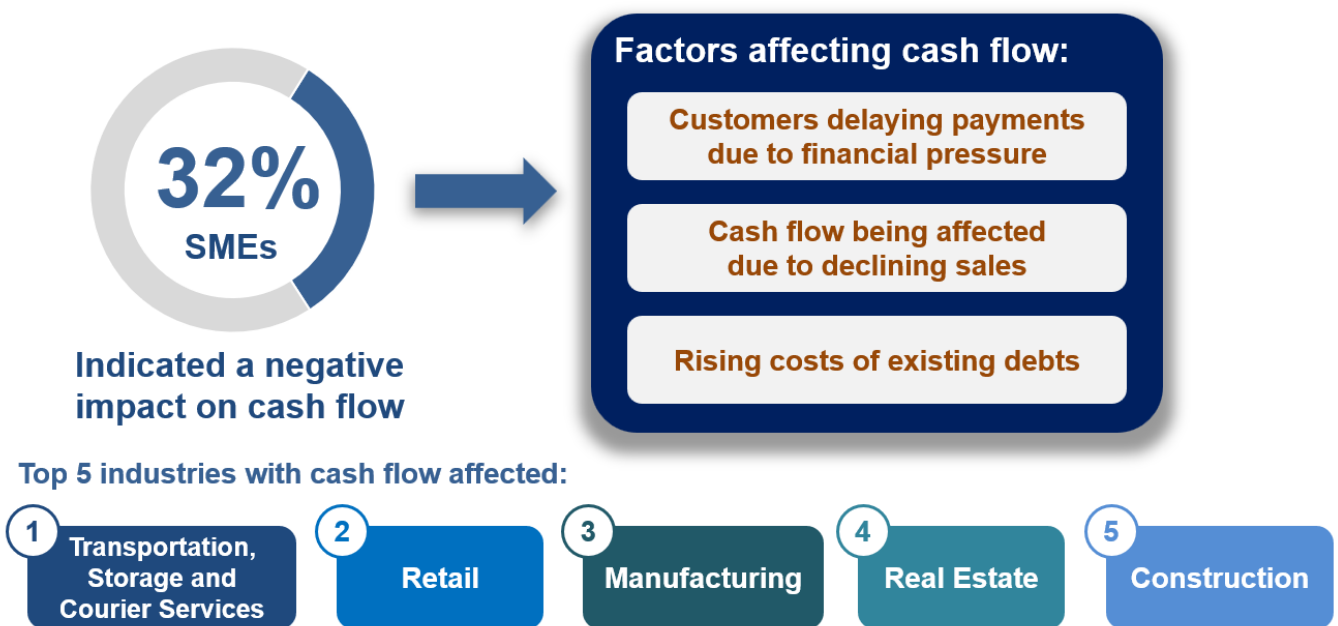 Factors affecting cash flow:
Customers delaying payments
due to financial pressure
Cash flow being affected
due to declining sales
Rising costs of existing debts
32%
SMEs
Indicated a negative
impact on cash flow
Top 5 industries with cash flow affected:
1
Transportation,
Storage and
Courier Services
2
Retail
3
Manufacturing
4
Real Estate
5
Construction